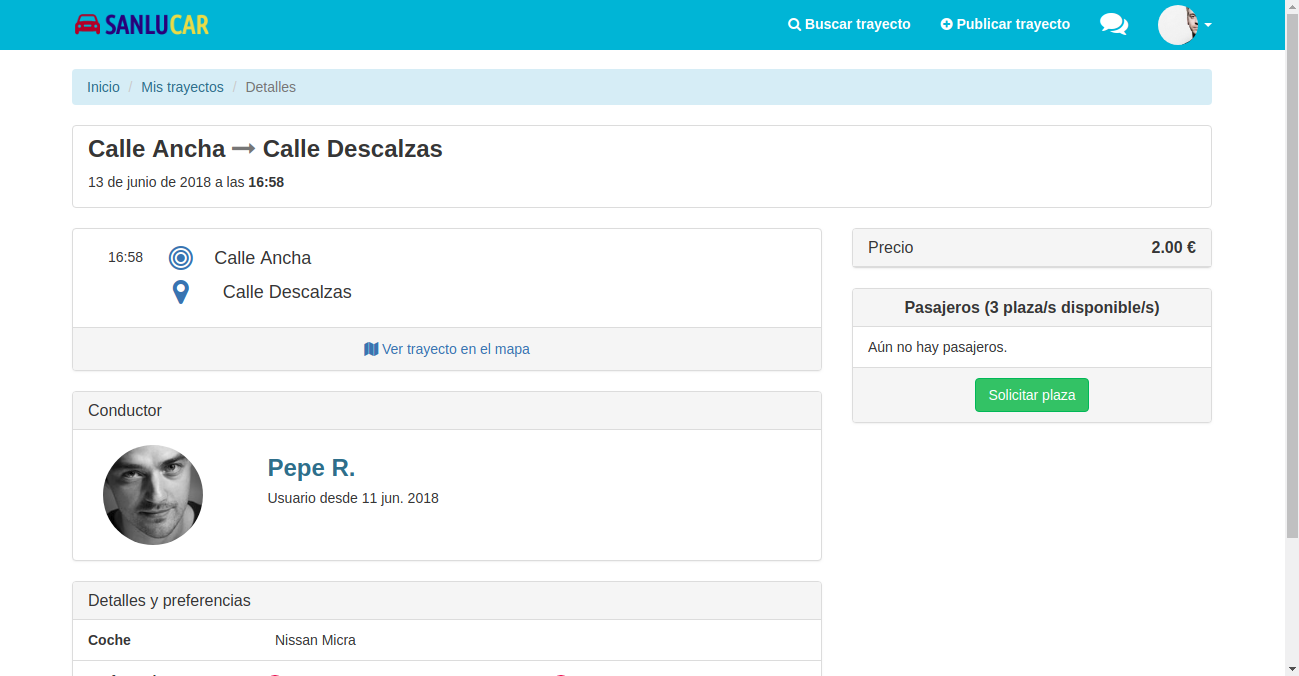 SANLUCAR
Buscar trayecto
Publicar trayecto
Inicio / Mis trayectos / Detalles
Calle Ancha → Calle Descalzas
13 de junio de 2018 a las 16:58
16:58 Calle Ancha
Calle Descalzas
Ver trayecto en el mapa
Conductor
Pepe R.
Usuario desde 11 jun. 2018
Detalles y preferencias
Coche Nissan Micra
Precio 2.00 €
Pasajeros (3 plaza/s disponible/s)
Aún no hay pasajeros.
Solicitar plaza